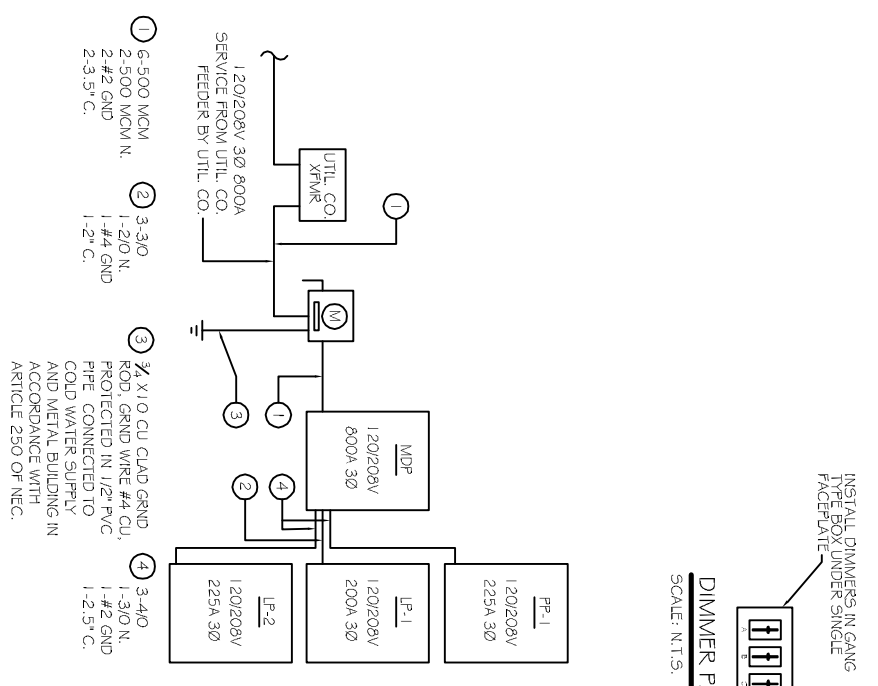 INSTALL DIMMERS IN GANG
TYPE BOX UNDER SINGLE
FACEPLATE
A
B
DIMMER P
SCALE: N.T.S.
UTIL. CO.
XFMR
1
120/208V 3Ø 800A
SERVICE FROM UTIL. CO.
FEEDER BY UTIL. CO.
M
3
1
MDP
120/208V
800A 3Ø
4
2
PP-1
120/208V
225A 3Ø
LP-1
120/208V
200A 3Ø
LP-2
120/208V
225A 3Ø
1 6-500 MCM
2-500 MCM N.
2-#2 GND
2-3.5" C.
2 3-3/0
1-2/0 N.
1-#4 GND
1-2" C.
3 3/4 X10 CU CLAD GRND
ROD, GRND WIRE #4 CU,
PROTECTED IN 1/2" PVC
PIPE CONNECTED TO
COLD WATER SUPPLY
AND METAL BUILDING IN
ACCORDANCE WITH
ARTICLE 250 OF NEC.
4 3-4/0
1-3/0 N.
1-#2 GND
1-2.5" C.